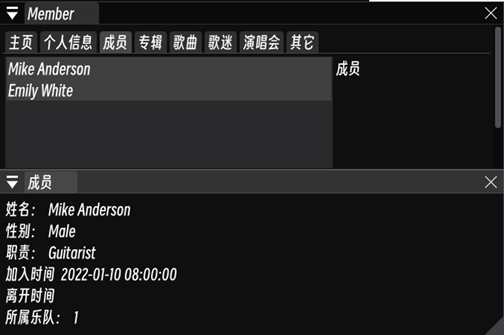 Member
主页 个人信息 成员 专辑 歌曲 歌迷 演唱会 其它
Mike Anderson 成员
Emily White
成员
姓名： Mike Anderson
性别： Male
职责： Guitarist
加入时间 2022-01-10 08:00:00
离开时间
所属乐队： 1